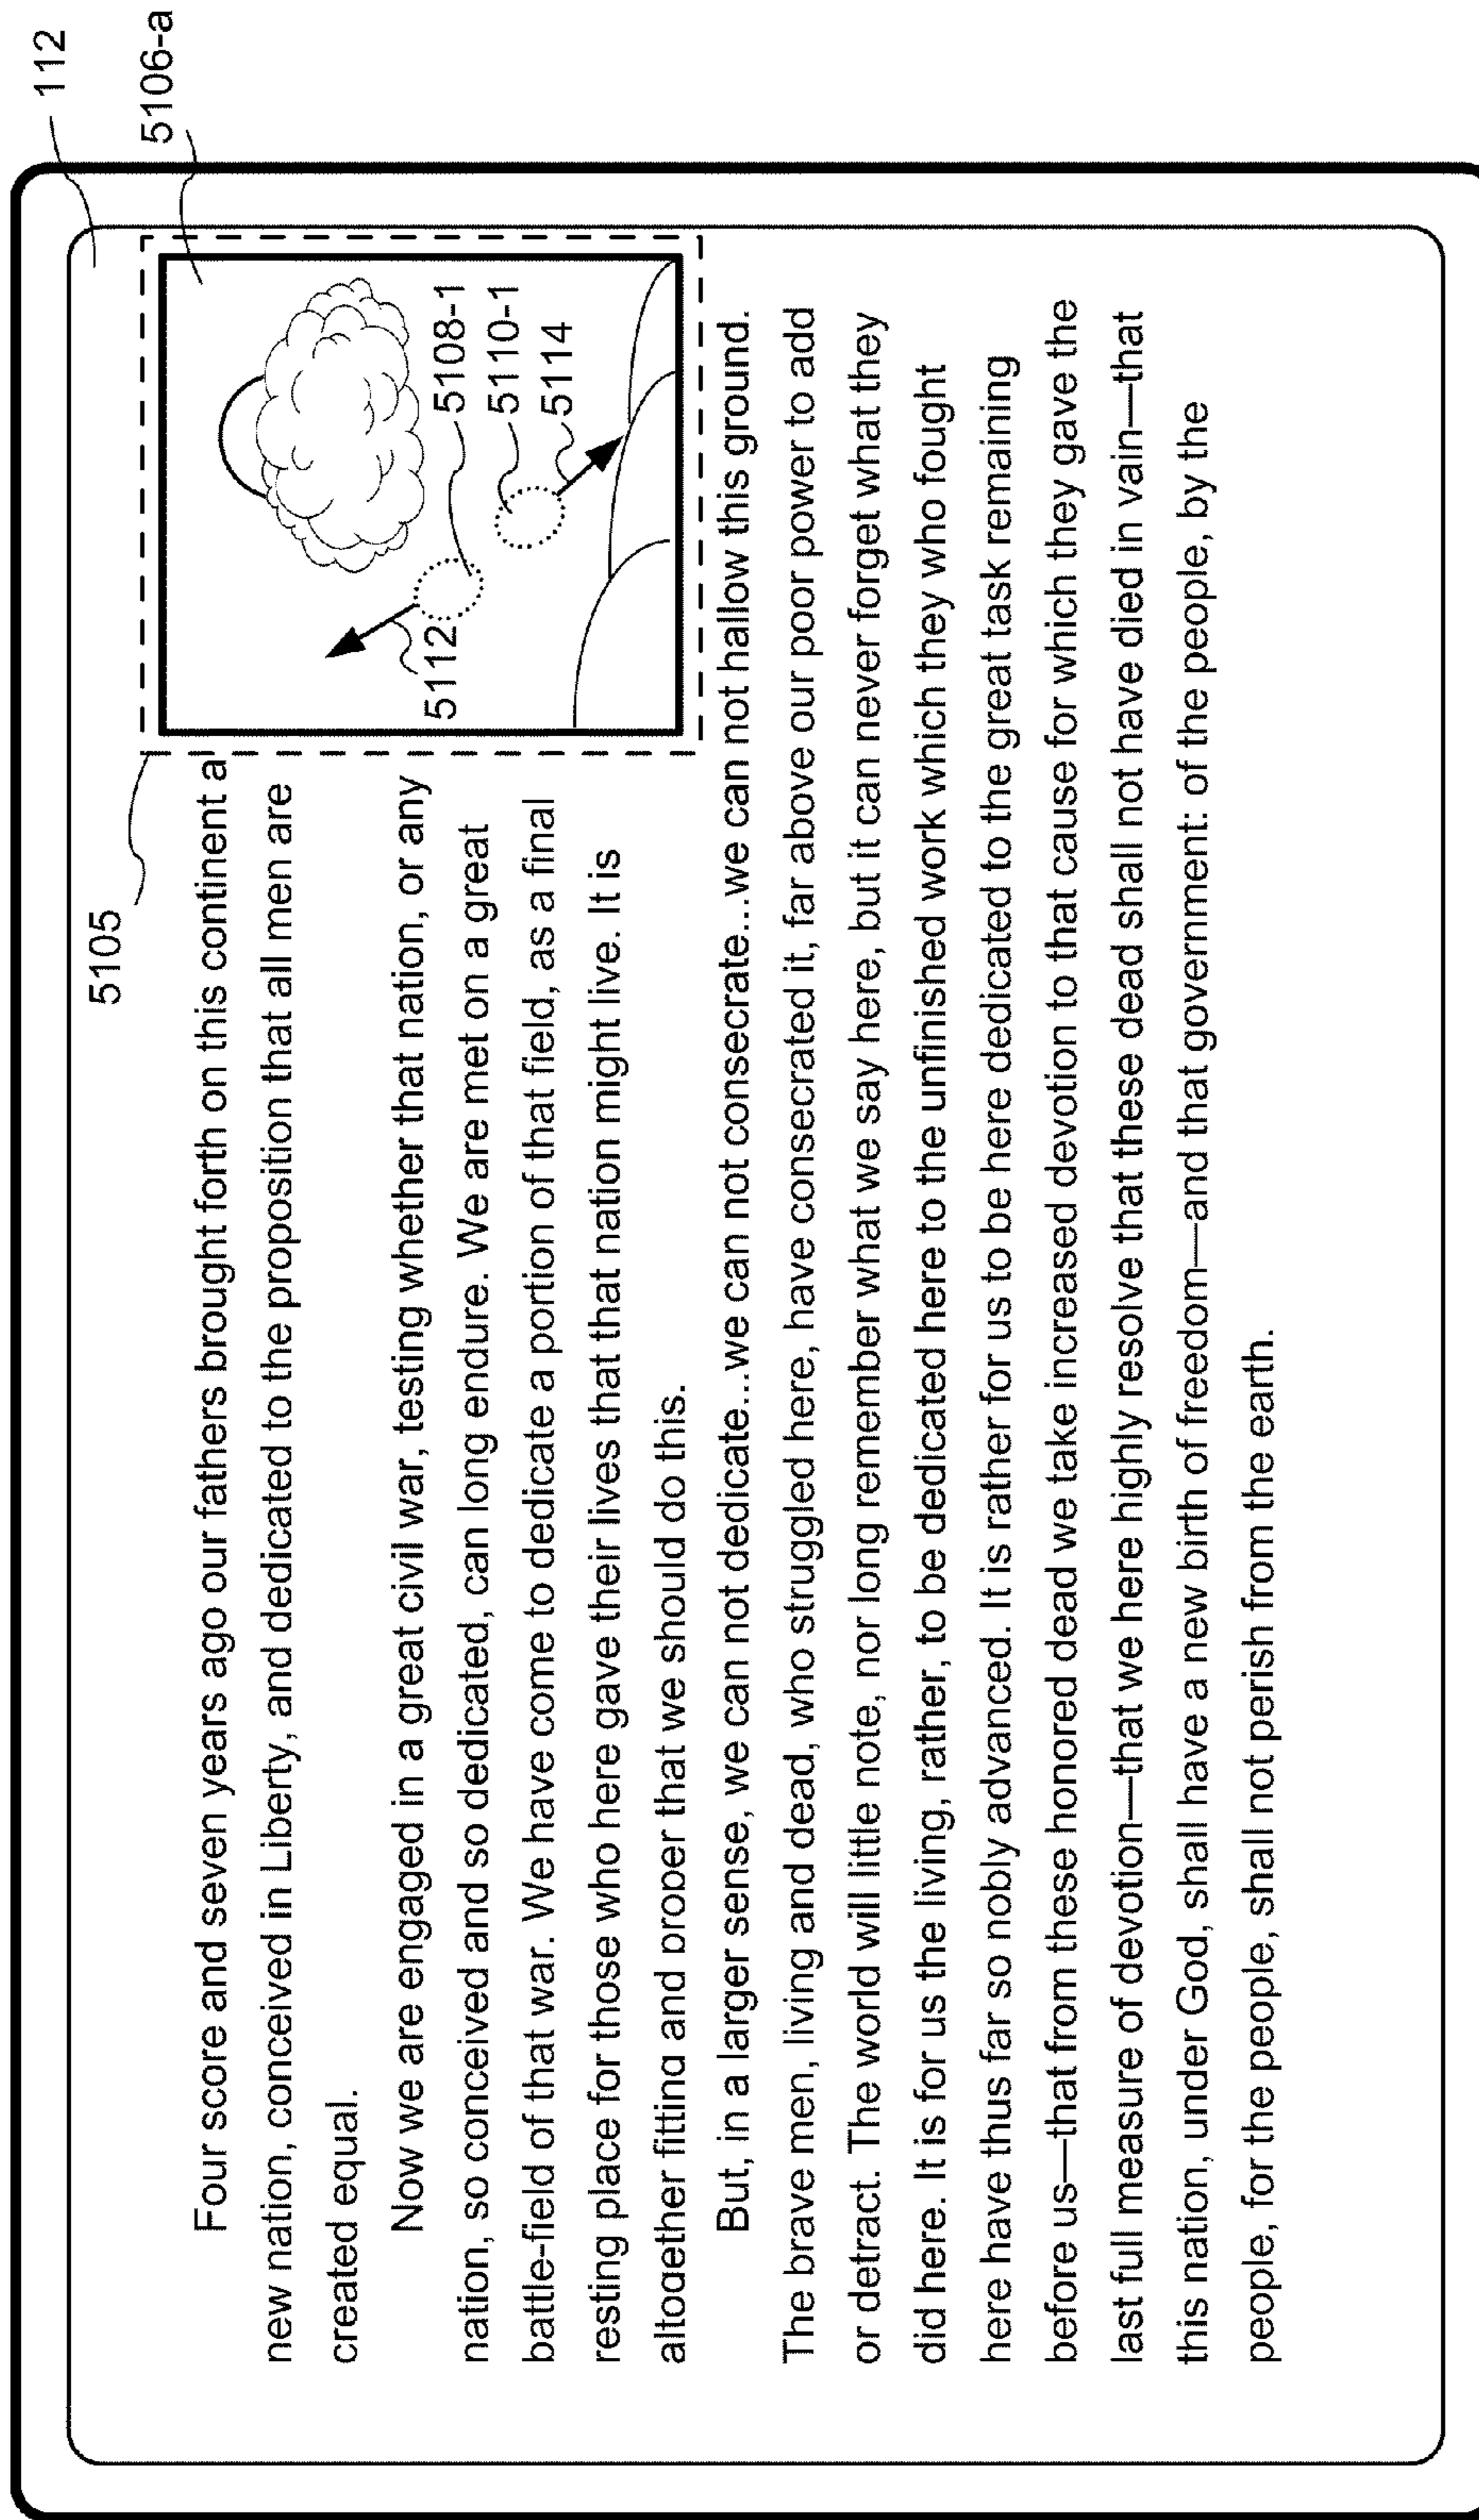 112
5106-a
5105
Four score and seven years ago our fathers brought forth on this continent a
new nation, conceived in Liberty, and dedicated to the proposition that all men are
created equal.
Now we are engaged in a great civil war, testing whether that nation, or any
nation, so conceived and so dedicated, can long endure. We are met on a great
battle-field of that war. We have come to dedicate a portion of that field, as a final
resting place for those who here gave their lives that that nation might live. It is
altogether fitting and proper that we should do this.
5112
5108-1
5110-1
5114
But, in a larger sense, we can not dedicate...we can not consecrate...we can not hallow this ground.
The brave men, living and dead, who struggled here, have consecrated it, far above our poor power to add
or detract. The world will little note, nor long remember what we say here, but it can never forget what they
did here. It is for us the living, rather, to be dedicated here to the unfinished work which they who fought
here have thus far so nobly advanced. It is rather for us to be here dedicated to the great task remaining
before us—that from these honored dead we take increased devotion to that cause for which they gave the
last full measure of devotion—that we here highly resolve that these dead shall not have died in vain—that
this nation, under God, shall have a new birth of freedom—and that government: of the people, by the
people, for the people, shall not perish from the earth.